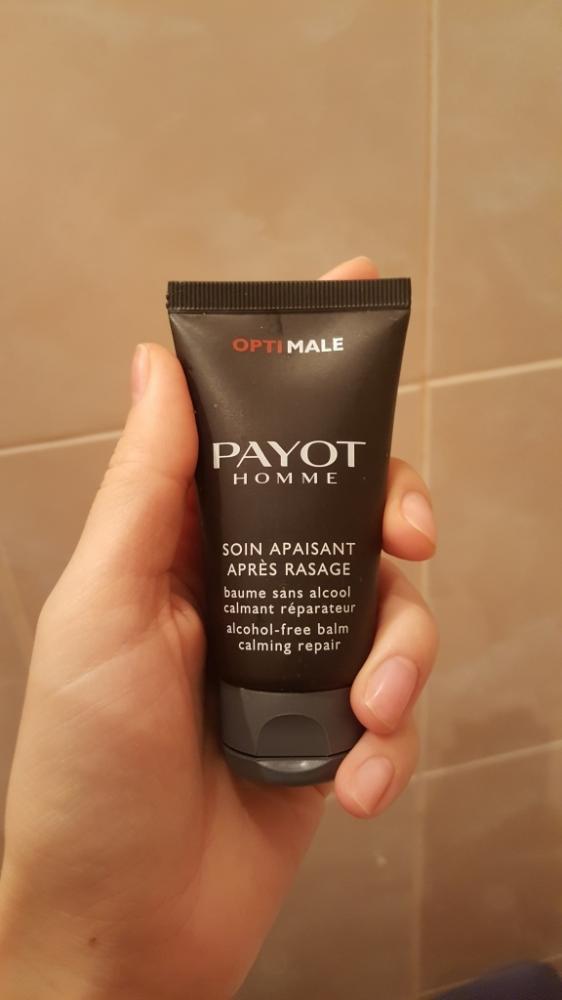 OPTIMALE
PAYOT
HOMME
SOIN APAISANT
APRÈS RASAGE
baume sans alcool
calmant réparateur
alcohol-free balm
calming repair